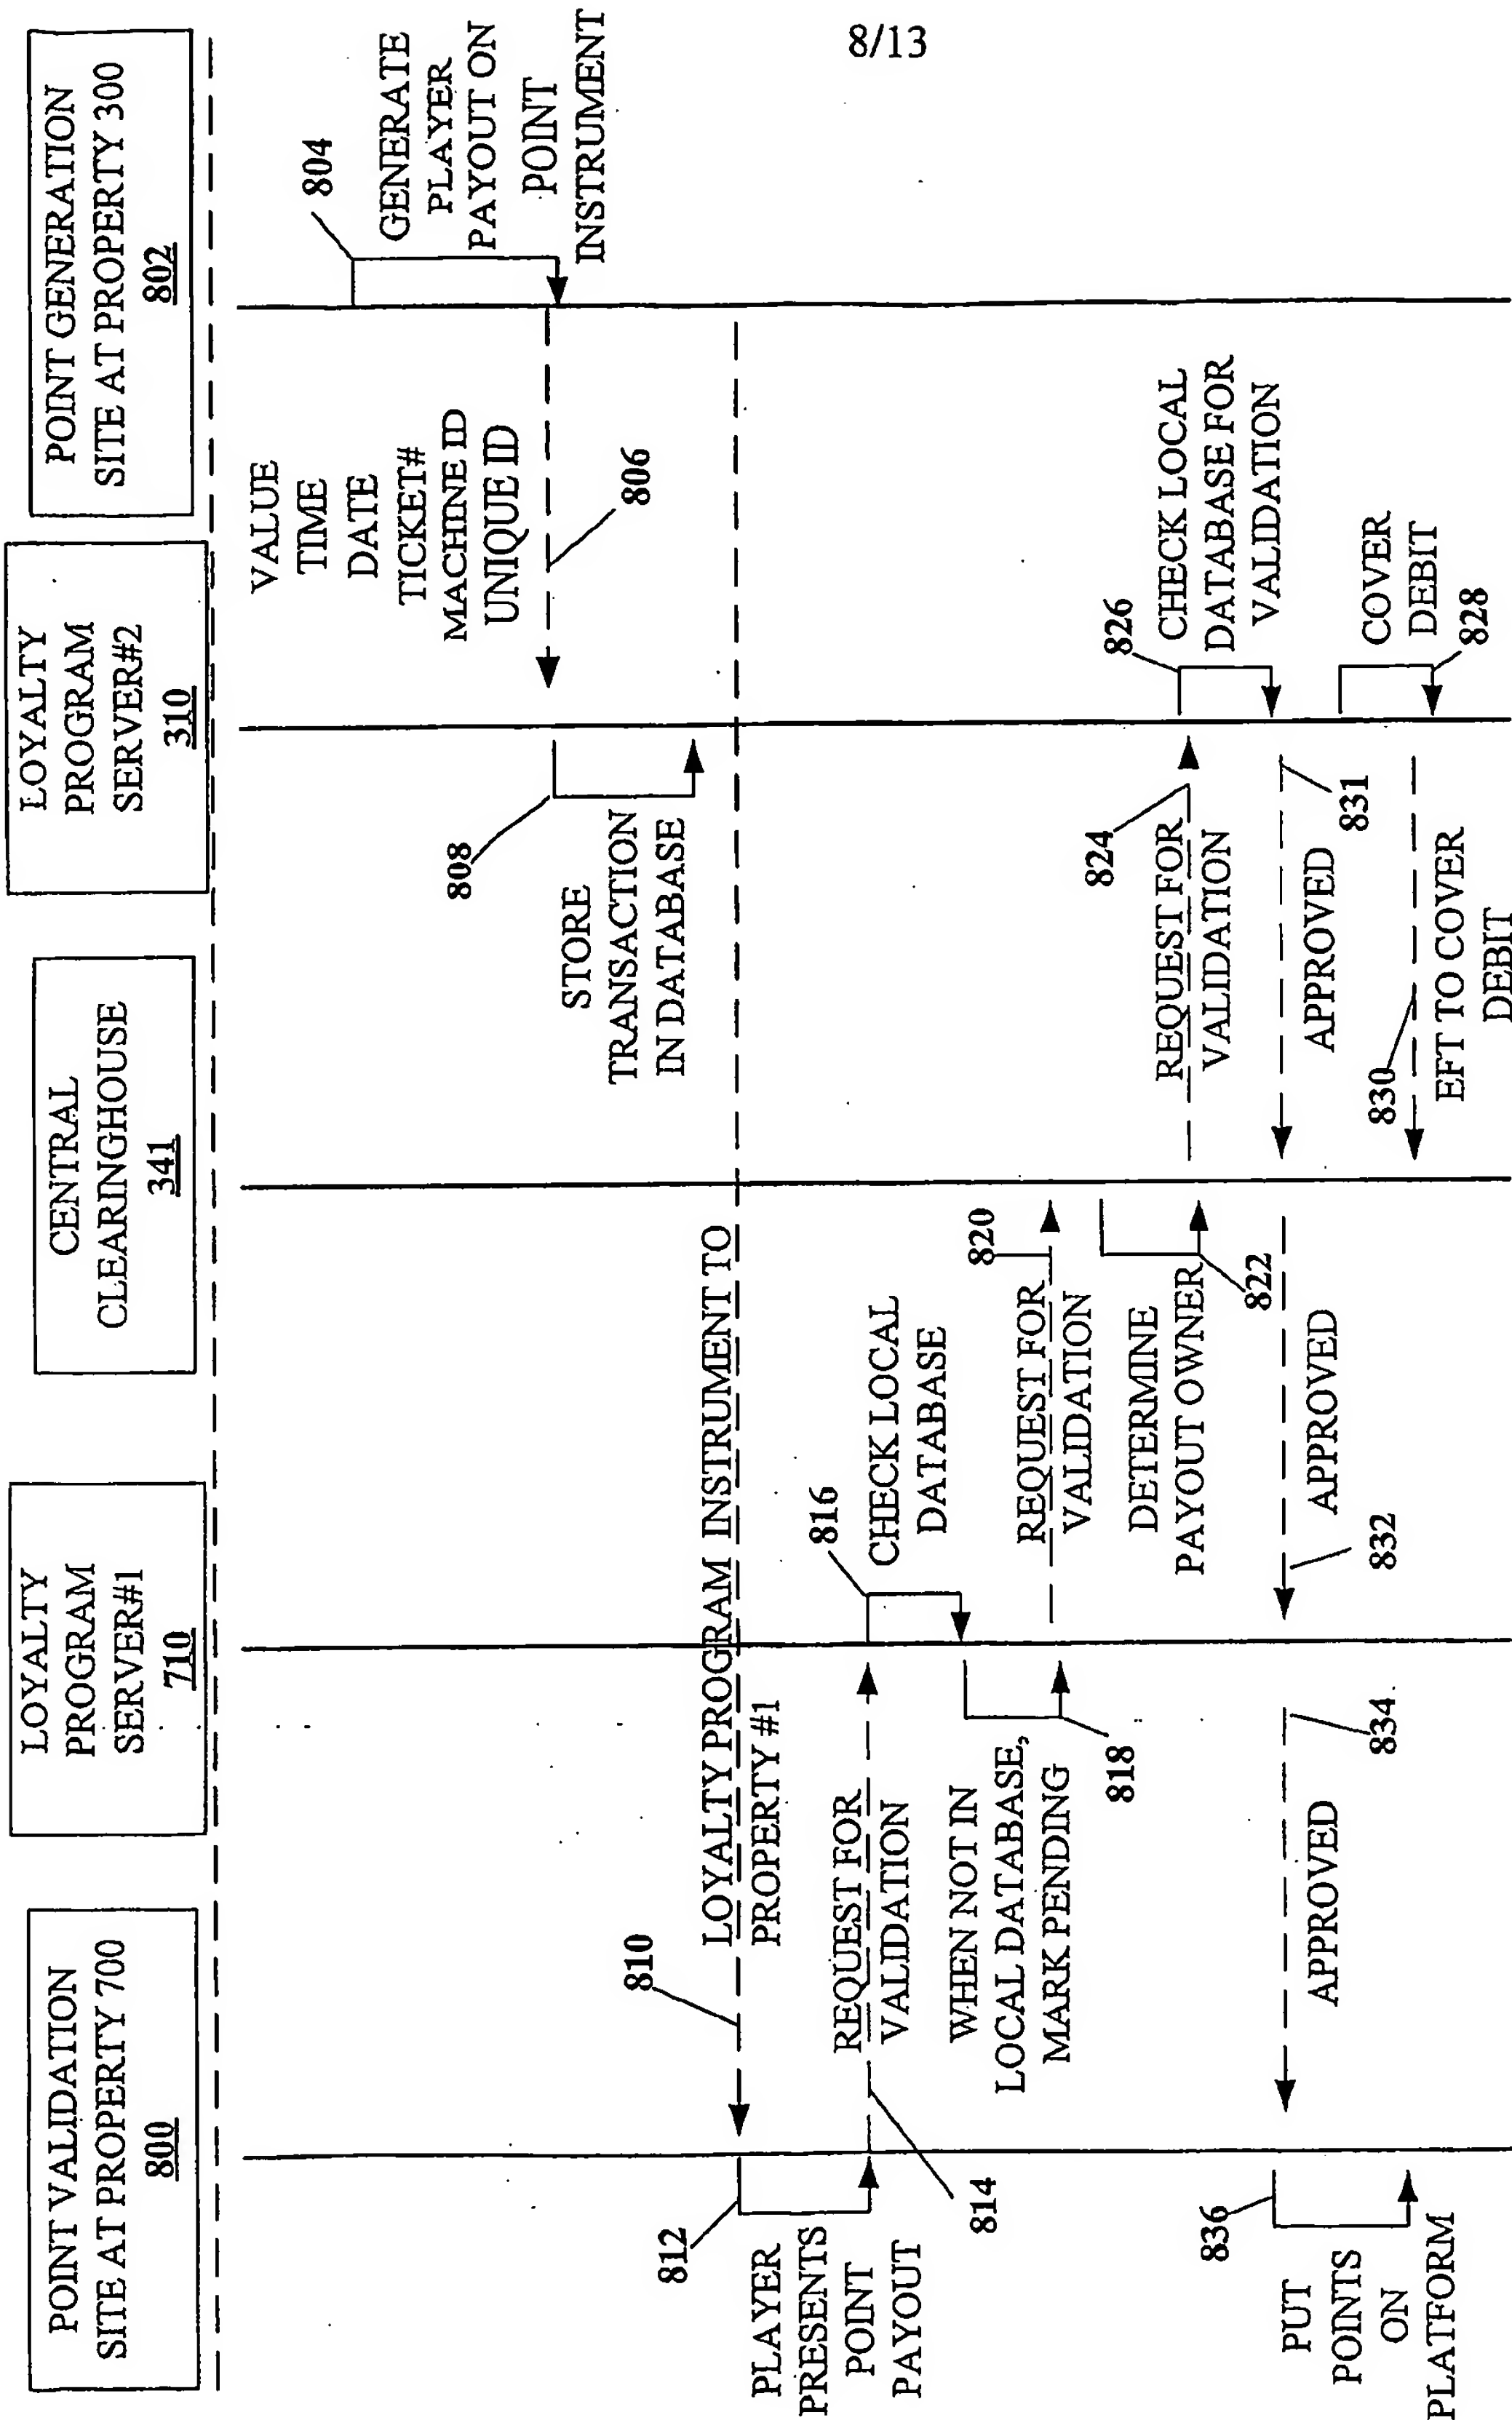 8/13
POINT VALIDATION
SITE AT PROPERTY 700
800
LOYALTY
PROGRAM
SERVER#1
710
CENTRAL
CLEARINGHOUSE
341
LOYALTY
PROGRAM
SERVER#2
310
POINT GENERATION
SITE AT PROPERTY 300
802
804
GENERATE
PLAYER
PAYOUT ON
POINT
INSTRUMENT
VALUE
TIME
DATE
TICKET#
MACHINE ID
UNIQUE ID
806
808
STORE
TRANSACTION
IN DATABASE
810
LOYALTY PROGRAM INSTRUMENT TO
PROPERTY #1
812
PLAYER
PRESENTS
POINT
PAYOUT
814
REQUEST FOR
VALIDATION
816
CHECK LOCAL
DATABASE
WHEN NOT IN
LOCAL DATABASE,
MARK PENDING
818
820
REQUEST FOR
VALIDATION
DETERMINE
PAYOUT OWNER
822
824
REQUEST FOR
VALIDATION
826
CHECK LOCAL
DATABASE FOR
VALIDATION
COVER
DEBIT
828
831
APPROVED
830
EFT TO COVER
DEBIT
APPROVED
832
834
APPROVED
836
PUT
POINTS
ON
PLATFORM